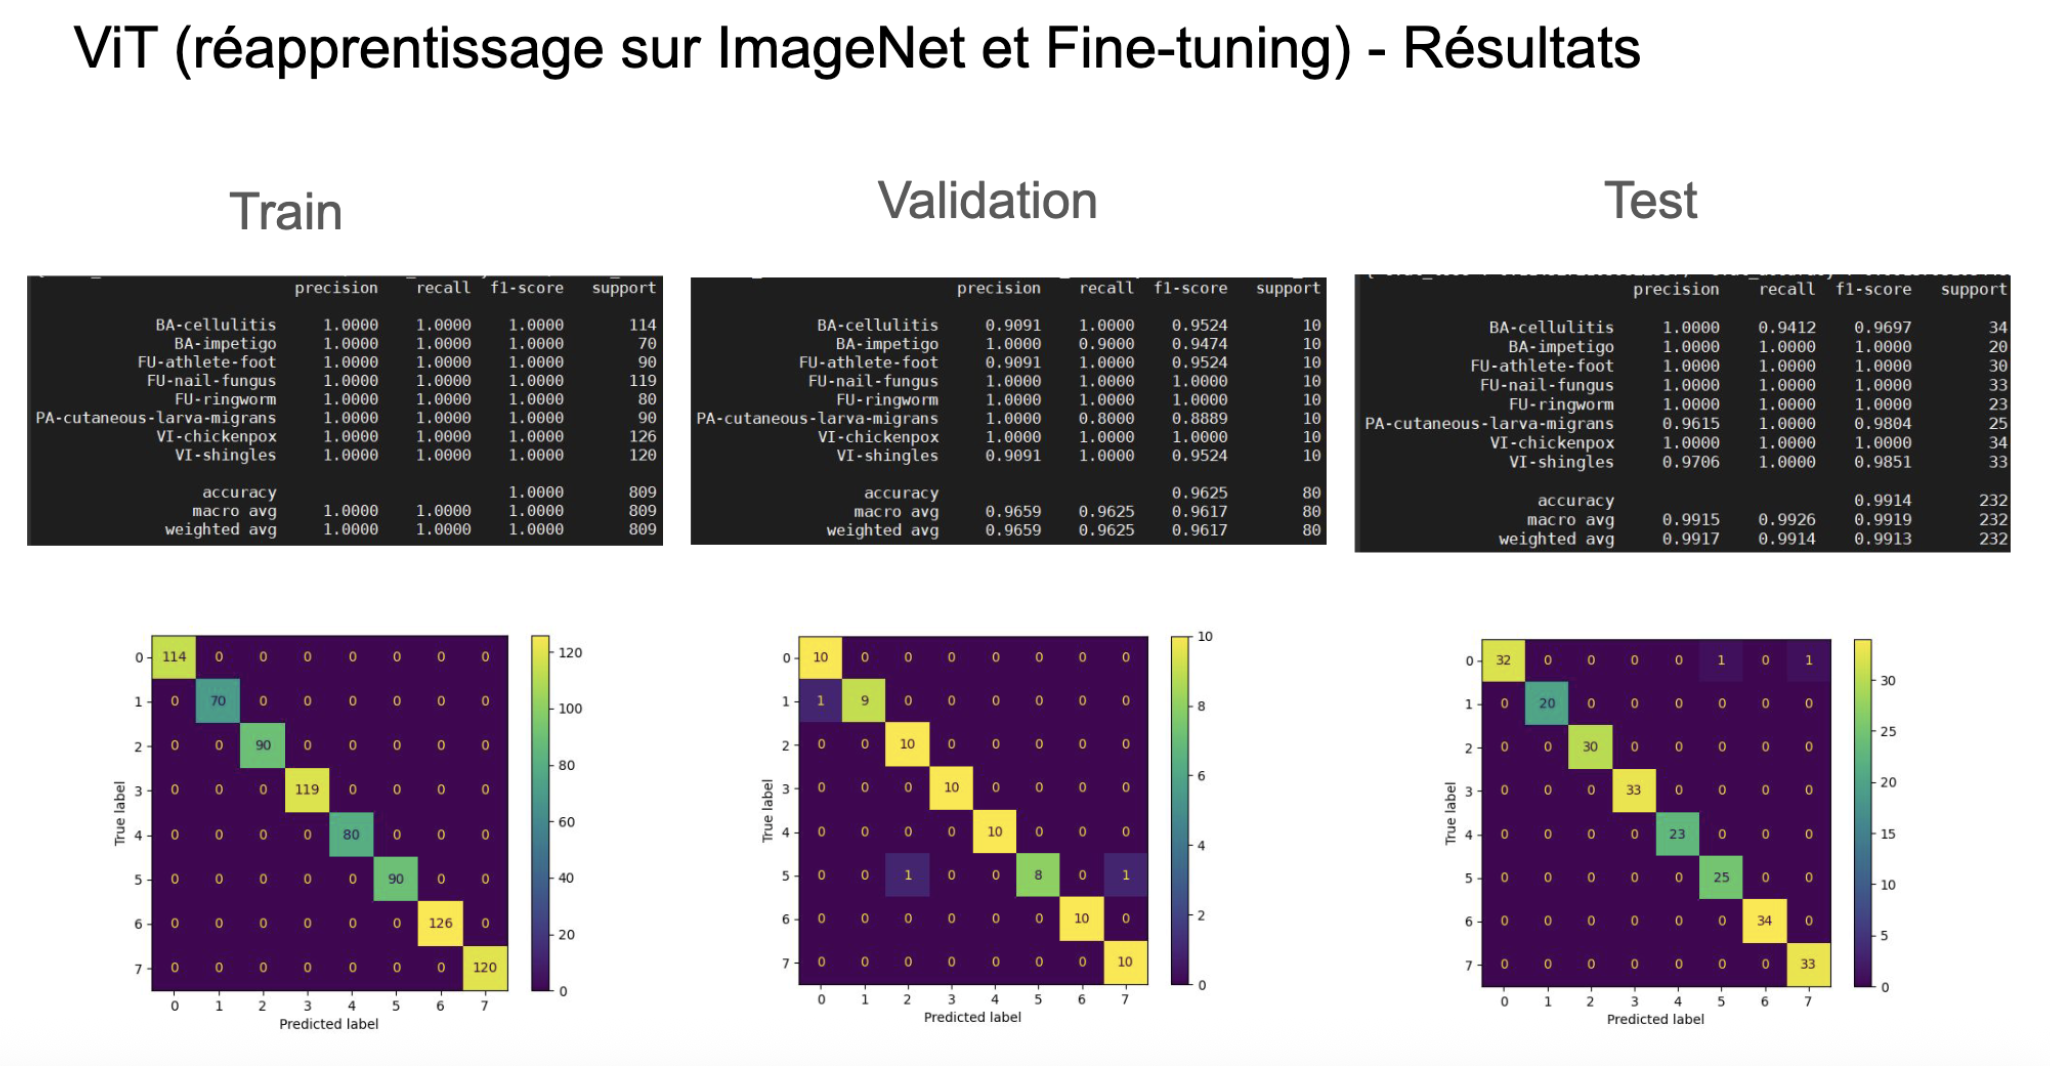 ViT (réapprentissage sur ImageNet et Fine-tuning) - Résultats
Train
precision recall f1-score support
BA-cellulitis 1.0000 1.0000 1.0000 114
BA-impetigo 1.0000 1.0000 1.0000 70
FU-athlete-foot 1.0000 1.0000 1.0000 90
FU-nail-fungus 1.0000 1.0000 1.0000 119
FU-ringworm 1.0000 1.0000 1.0000 80
PA-cutaneous-larva-migrans 1.0000 1.0000 1.0000 90
VI-chickenpox 1.0000 1.0000 1.0000 126
VI-shingles 1.0000 1.0000 1.0000 120
accuracy 1.0000 809
macro avg 1.0000 1.0000 1.0000 809
weighted avg 1.0000 1.0000 1.0000 809
True label
0 114 0 0 0 0 0 0 0
1 0 70 0 0 0 0 0 0
2 0 0 90 0 0 0 0 0
3 0 0 0 119 0 0 0 0
4 0 0 0 0 80 0 0 0
5 0 0 0 0 0 90 0 0
6 0 0 0 0 0 0 126 0
7 0 0 0 0 0 0 0 120
0 1 2 3 4 5 6 7
Predicted label
120
100
80
60
40
20
0
Validation
precision recall f1-score support
BA-cellulitis 0.9091 1.0000 0.9524 10
BA-impetigo 1.0000 0.9000 0.9474 10
FU-athlete-foot 0.9091 1.0000 0.9524 10
FU-nail-fungus 1.0000 1.0000 1.0000 10
FU-ringworm 1.0000 1.0000 1.0000 10
PA-cutaneous-larva-migrans 1.0000 0.8000 0.8889 10
VI-chickenpox 1.0000 1.0000 1.0000 10
VI-shingles 0.9091 1.0000 0.9524 10
accuracy 0.9625 80
macro avg 0.9659 0.9625 0.9617 80
weighted avg 0.9659 0.9625 0.9617 80
True label
0 10 0 0 0 0 0 0 0
1 1 9 0 0 0 0 0 0
2 0 0 10 0 0 0 0 0
3 0 0 0 10 0 0 0 0
4 0 0 0 0 10 0 0 0
5 0 0 1 0 0 8 0 1
6 0 0 0 0 0 0 10 0
7 0 0 0 0 0 0 0 10
0 1 2 3 4 5 6 7
Predicted label
10
8
6
4
2
0
Test
precision recall f1-score support
BA-cellulitis 1.0000 0.9412 0.9697 34
BA-impetigo 1.0000 1.0000 1.0000 20
FU-athlete-foot 1.0000 1.0000 1.0000 30
FU-nail-fungus 1.0000 1.0000 1.0000 33
FU-ringworm 1.0000 1.0000 1.0000 23
PA-cutaneous-larva-migrans 0.9615 1.0000 0.9804 25
VI-chickenpox 1.0000 1.0000 1.0000 34
VI-shingles 0.9706 1.0000 0.9851 33
accuracy 0.9914 232
macro avg 0.9915 0.9926 0.9919 232
weighted avg 0.9917 0.9914 0.9913 232
True label
0 32 0 0 0 0 1 0 1
1 0 20 0 0 0 0 0 0
2 0 0 30 0 0 0 0 0
3 0 0 0 33 0 0 0 0
4 0 0 0 0 23 0 0 0
5 0 0 0 0 0 25 0 0
6 0 0 0 0 0 0 34 0
7 0 0 0 0 0 0 0 33
0 1 2 3 4 5 6 7
Predicted label
30
25
20
15
10
5
0